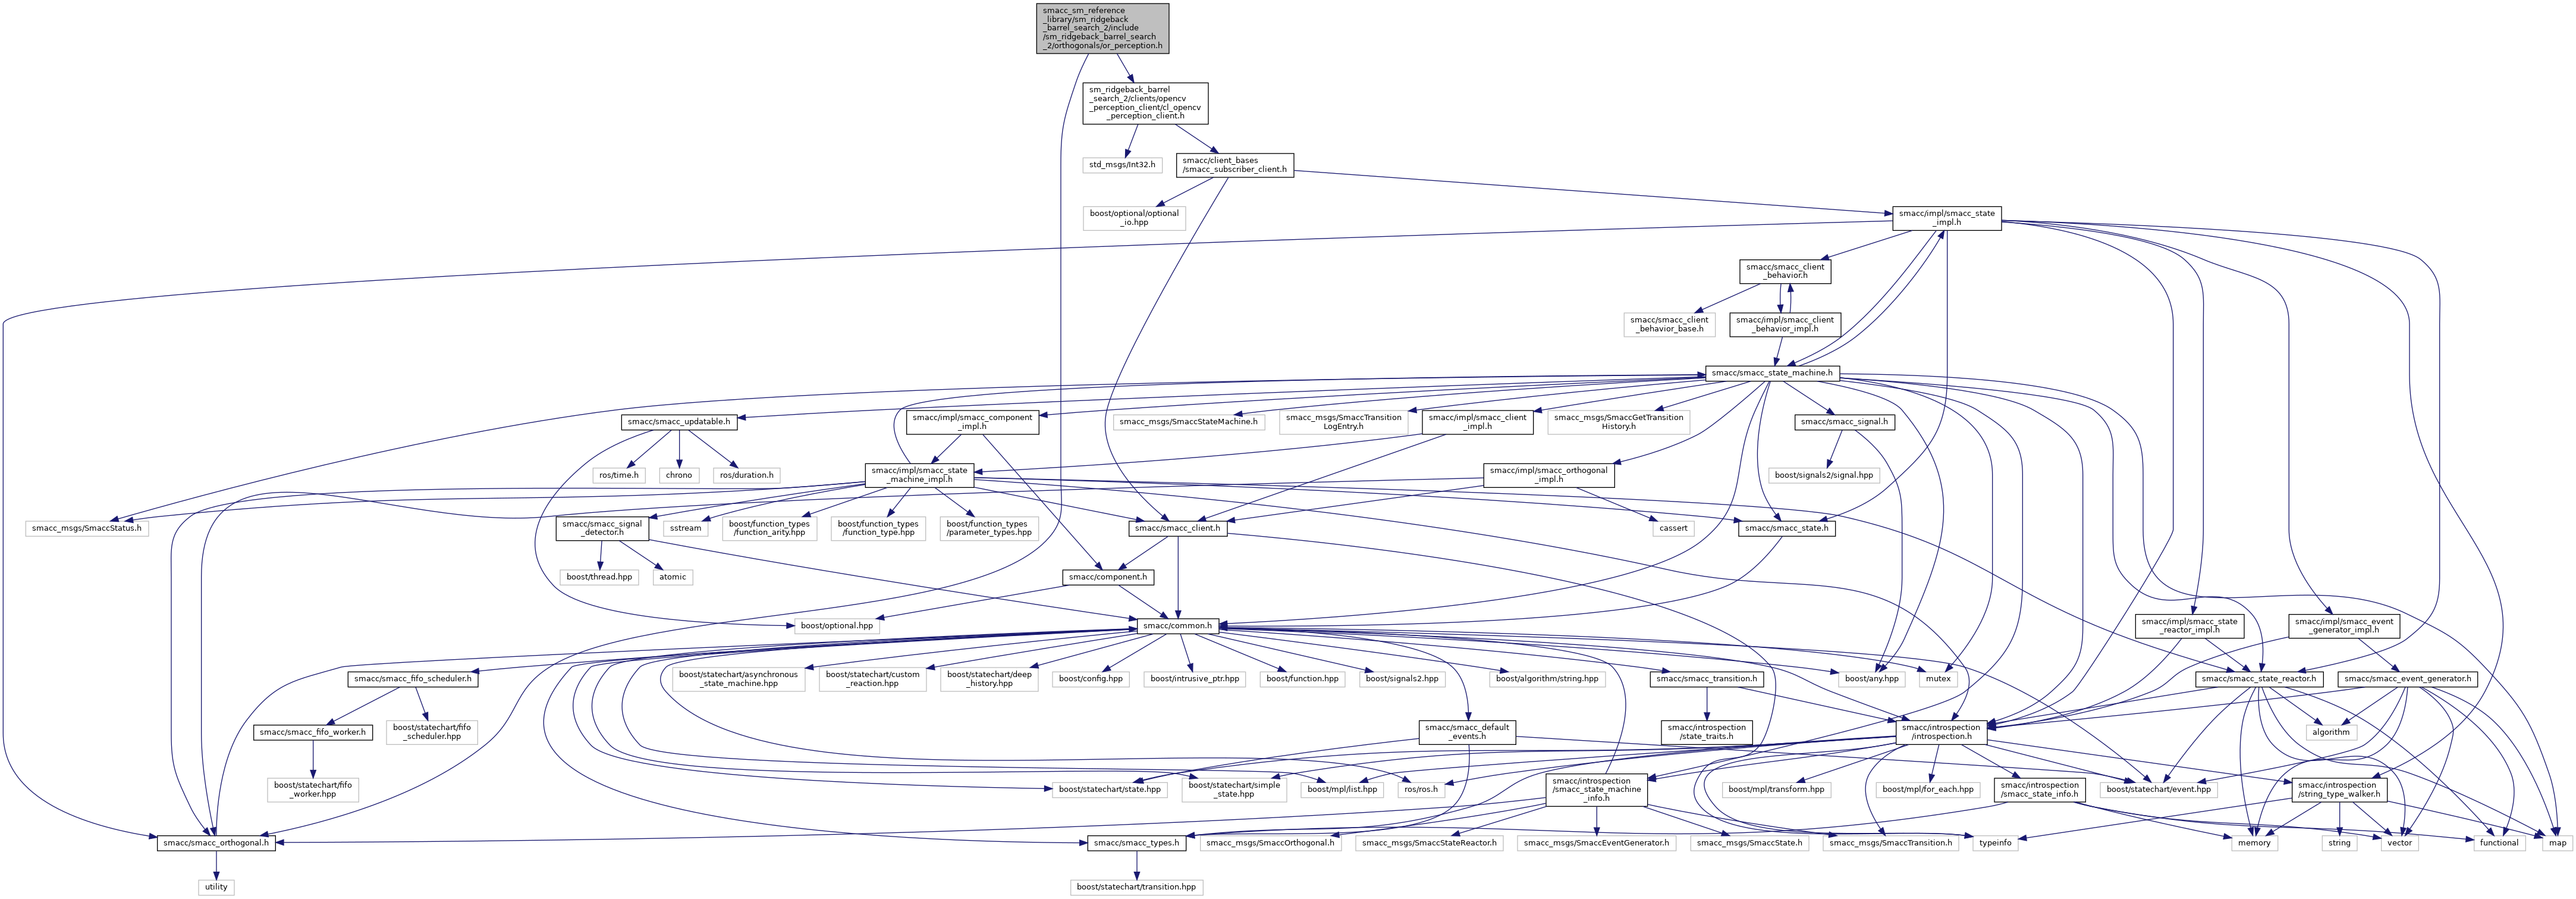 smacc_sm_reference
_library/sm_ridgeback
_barrel_search_2/include
/sm_ridgeback_barrel_search
_2/orthogonals/or_perception.h
sm_ridgeback_barrel
_search_2/clients/opencv
_perception_client/cl_opencv
_perception_client.h
std_msgs/Int32.h
smacc/client_bases
/smacc_subscriber_client.h
boost/optional/optional
_io.hpp
smacc/impl/smacc_state
_impl.h
smacc/smacc_client
_behavior.h
smacc/smacc_client
_behavior_base.h
smacc/impl/smacc_client
_behavior_impl.h
smacc/smacc_state_machine.h
smacc/smacc_updatable.h
smacc/impl/smacc_component
_impl.h
smacc_msgs/SmaccStateMachine.h
smacc_msgs/SmaccTransition
LogEntry.h
smacc/impl/smacc_client
_impl.h
smacc_msgs/SmaccGetTransition
History.h
smacc/smacc_signal.h
ros/time.h
chrono
ros/duration.h
smacc/impl/smacc_state
_machine_impl.h
smacc/impl/smacc_orthogonal
_impl.h
boost/signals2/signal.hpp
smacc_msgs/SmaccStatus.h
smacc/smacc_signal
_detector.h
sstream
boost/function_types
/function_arity.hpp
boost/function_types
/function_type.hpp
boost/function_types
/parameter_types.hpp
smacc/smacc_client.h
cassert
smacc/smacc_state.h
boost/thread.hpp
atomic
smacc/component.h
boost/optional.hpp
smacc/common.h
smacc/impl/smacc_state
_reactor_impl.h
smacc/impl/smacc_event
_generator_impl.h
smacc/smacc_fifo_scheduler.h
boost/statechart/asynchronous
_state_machine.hpp
boost/statechart/custom
_reaction.hpp
boost/statechart/deep
_history.hpp
boost/config.hpp
boost/intrusive_ptr.hpp
boost/function.hpp
boost/signals2.hpp
boost/algorithm/string.hpp
smacc/smacc_transition.h
boost/any.hpp
mutex
smacc/smacc_state_reactor.h
smacc/smacc_event_generator.h
smacc/smacc_fifo_worker.h
boost/statechart/fifo
_scheduler.hpp
smacc/smacc_default
_events.h
smacc/introspection
/state_traits.h
smacc/introspection
/introspection.h
algorithm
boost/statechart/fifo
_worker.hpp
boost/statechart/state.hpp
boost/statechart/simple
_state.hpp
boost/mpl/list.hpp
ros/ros.h
smacc/introspection
/smacc_state_machine
_info.h
boost/mpl/transform.hpp
boost/mpl/for_each.hpp
smacc/introspection
/smacc_state_info.h
boost/statechart/event.hpp
smacc/introspection
/string_type_walker.h
smacc/smacc_orthogonal.h
smacc/smacc_types.h
smacc_msgs/SmaccOrthogonal.h
smacc_msgs/SmaccStateReactor.h
smacc_msgs/SmaccEventGenerator.h
smacc_msgs/SmaccState.h
smacc_msgs/SmaccTransition.h
typeinfo
memory
string
vector
functional
map
utility
boost/statechart/transition.hpp